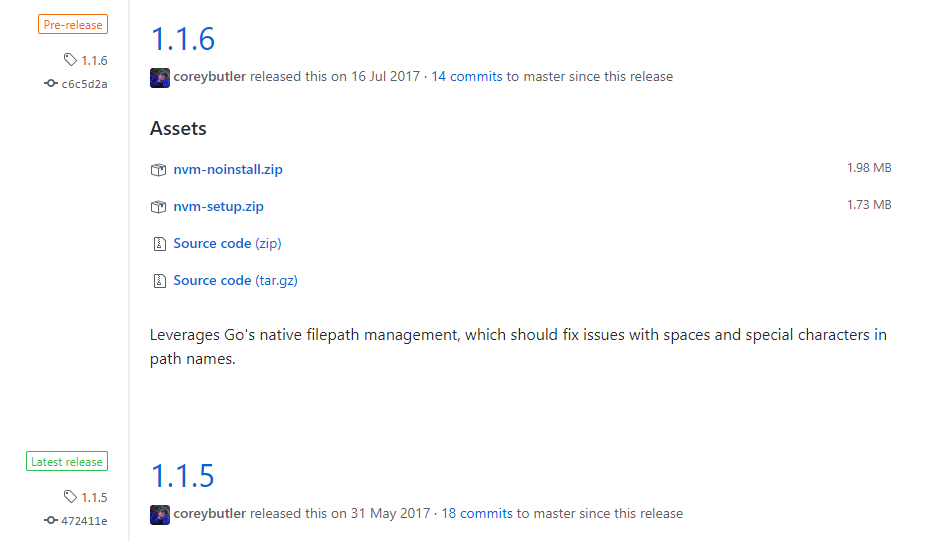 Pre-release
1.1.6
c6c5d2a
1.1.6
coreybutler released this on 16 Jul 2017 · 14 commits to master since this release
Assets
nvm-noinstall.zip 1.98 MB
nvm-setup.zip 1.73 MB
Source code (zip)
Source code (tar.gz)
Leverages Go's native filepath management, which should fix issues with spaces and special characters in
path names.
Latest release
1.1.5
472411e
1.1.5
coreybutler released this on 31 May 2017 · 18 commits to master since this release